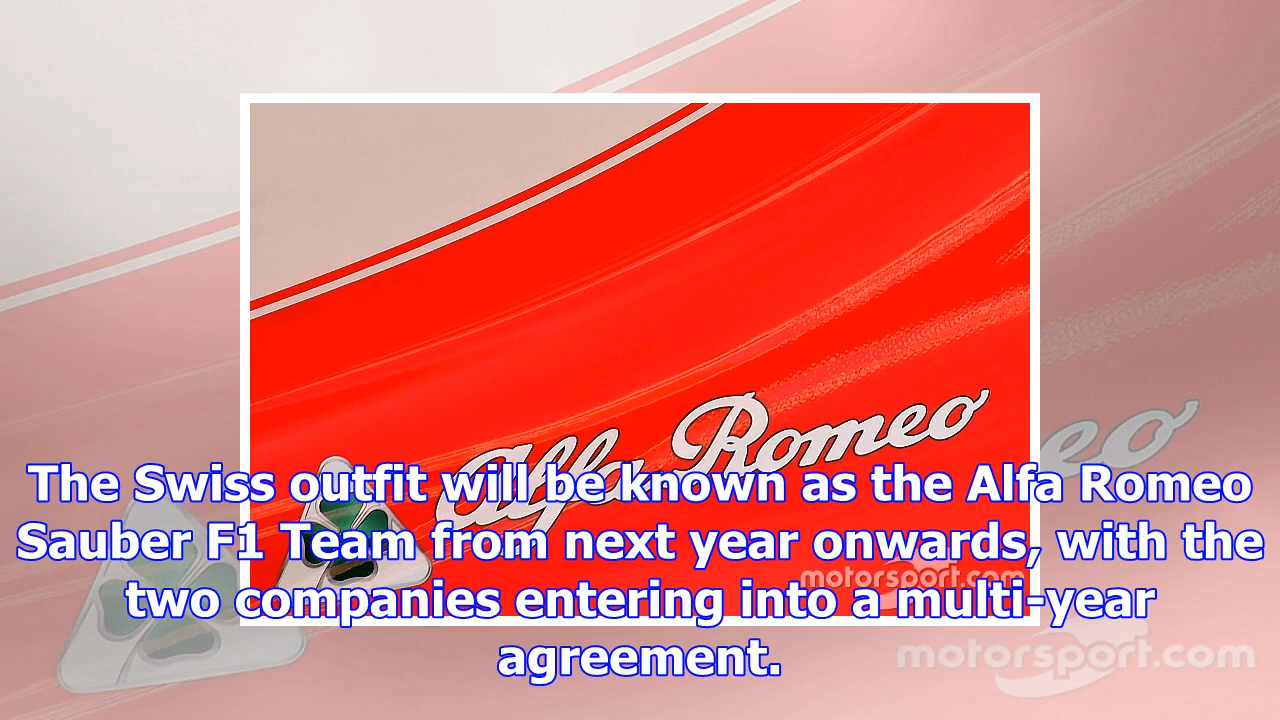 Alfa Romeo
eo
The Swiss outfit will be known as the Alfa Romeo
Sauber F1 Team from next year onwards, with the
two companies entering into a multi-year
agreement.
motorsport.com
motorsport.com